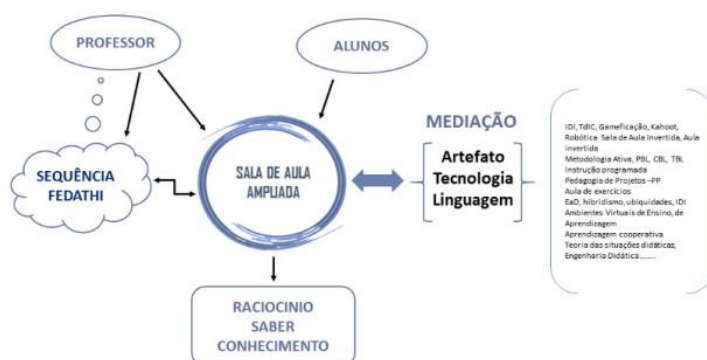 PROFESSOR
ALUNOS
SEQUÊNCIA
FEDATHI
SALA DE AULA
AMPLIADA
MEDIAÇÃO
Artefato
Tecnologia
Linguagem
IDI, TdIC, Gameficação, Kahoot,
Robótica Sala de Aula invertida, Aula
invertida
Metodologia Ativa, PBL, CBL, TBL
Instrução programada
Pedagogia de Projetos –PP
Aula de exercícios
EaD, hibridismo, ubiquidades, IDI
Ambientes Virtuais de Ensino, de
Aprendizagem
Aprendizagem cooperativa
Teoria das situações didáticas,
Engenharia Didática.......
RACIOCINIO
SABER
CONHECIMENTO